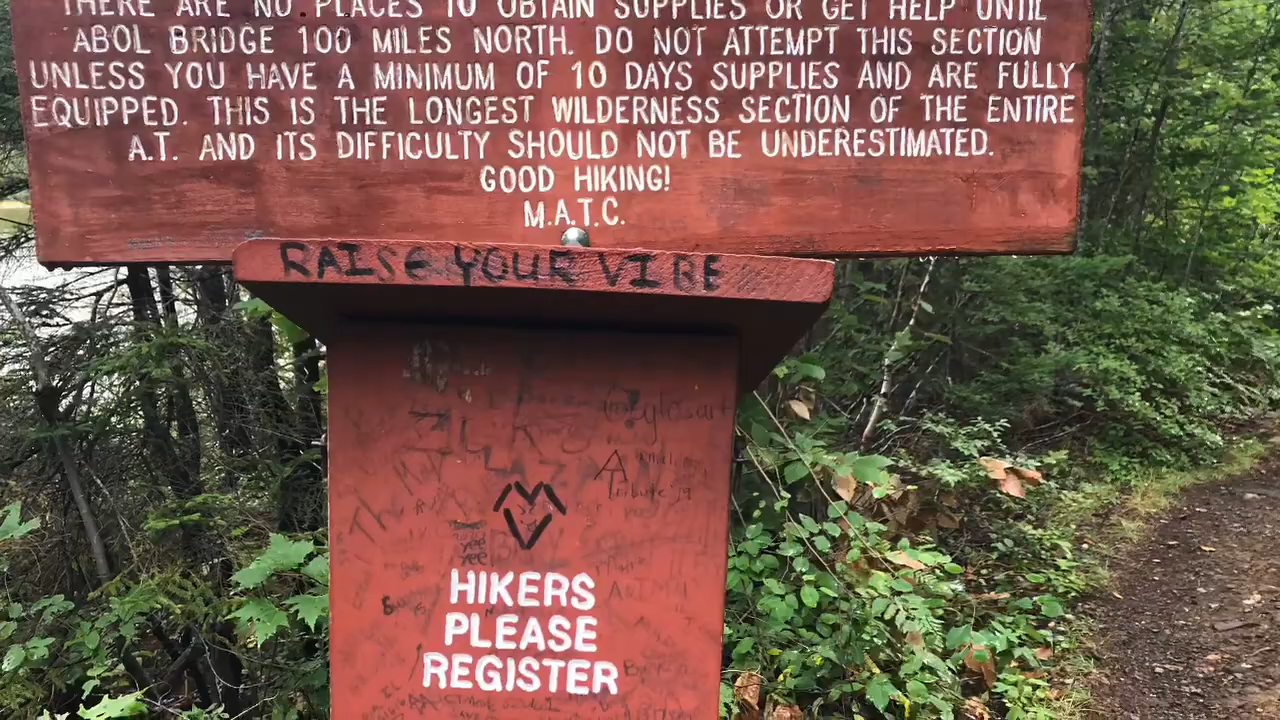 THERE ARE NO PLACES TO OBTAIN SUPPLIES OR GET HELP UNTIL
ABOL BRIDGE 100 MILES NORTH. DO NOT ATTEMPT THIS SECTION
UNLESS YOU HAVE A MINIMUM OF 10 DAYS SUPPLIES AND ARE FULLY
EQUIPPED. THIS IS THE LONGEST WILDERNESS SECTION OF THE ENTIRE
A.T. AND ITS DIFFICULTY SHOULD NOT BE UNDERESTIMATED.
GOOD HIKING!
M.A.T.C.
RAISE YOUR VIBE
The
yee
yee
HIKERS
PLEASE
REGISTER